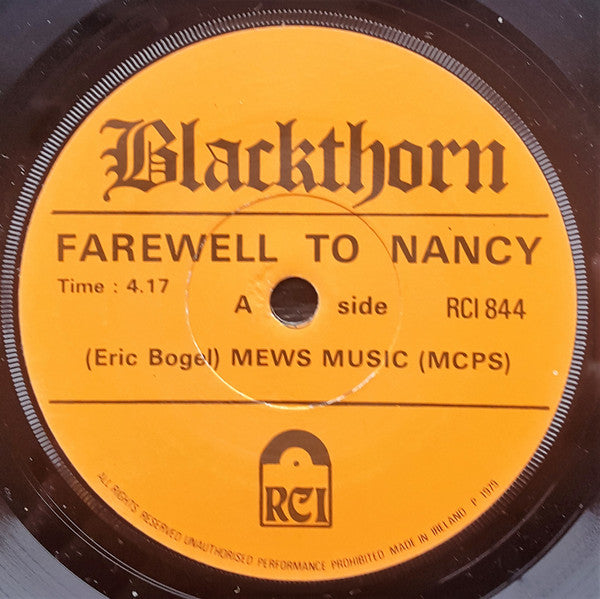 Blackthorn
FAREWELL TO NANCY
Time : 4.17
A side RCI 844
(Eric Bogel) MEWS MUSIC (MCPS)
RCI
ALL RIGHTS RESERVED UNAUTHORISED PERFORMANCE PROHIBITED MADE IN IRELAND P 1979